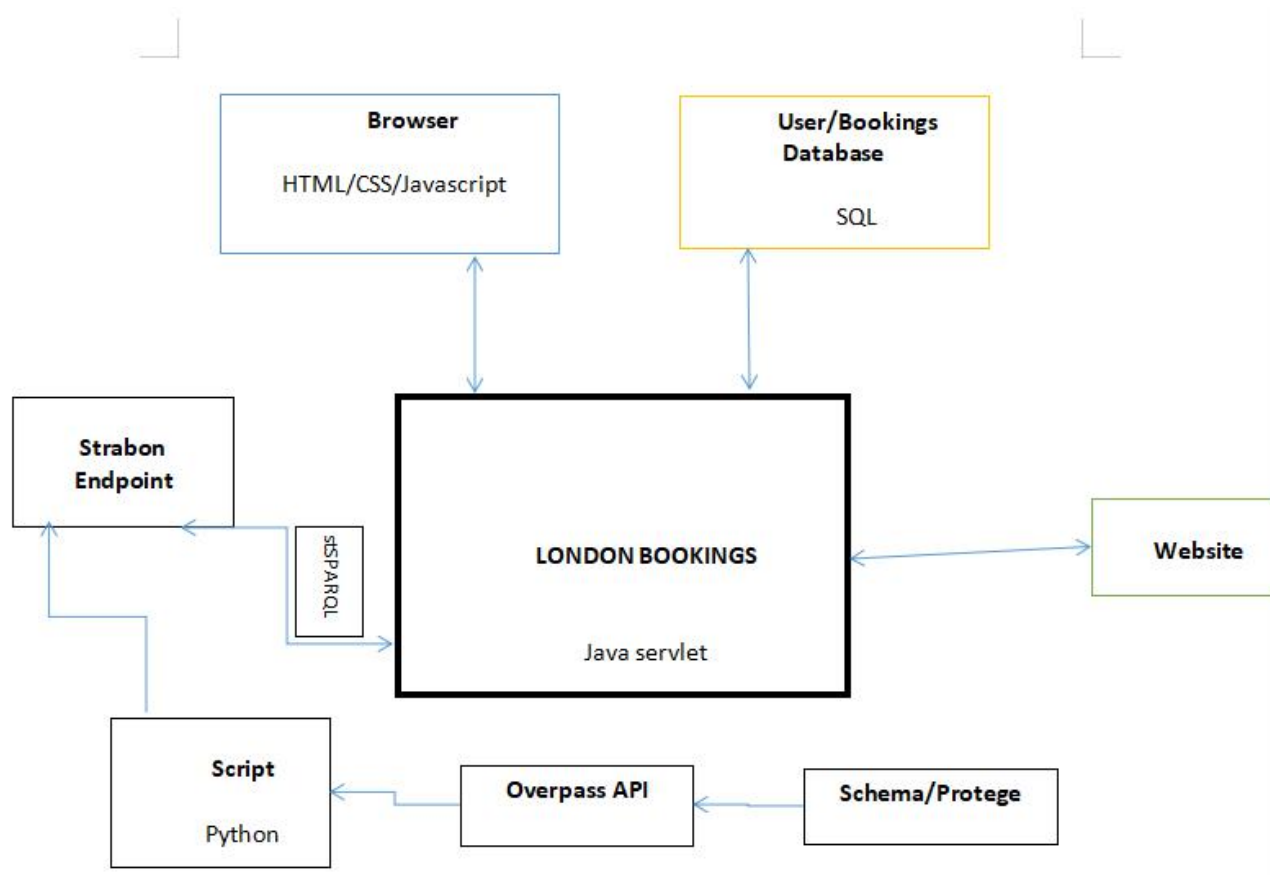 Browser
HTML/CSS/Javascript
User/Bookings
Database
SQL
Strabon
Endpoint
stSPARQL
LONDON BOOKINGS
Java servlet
Website
Script
Python
Overpass API
Schema/Protege